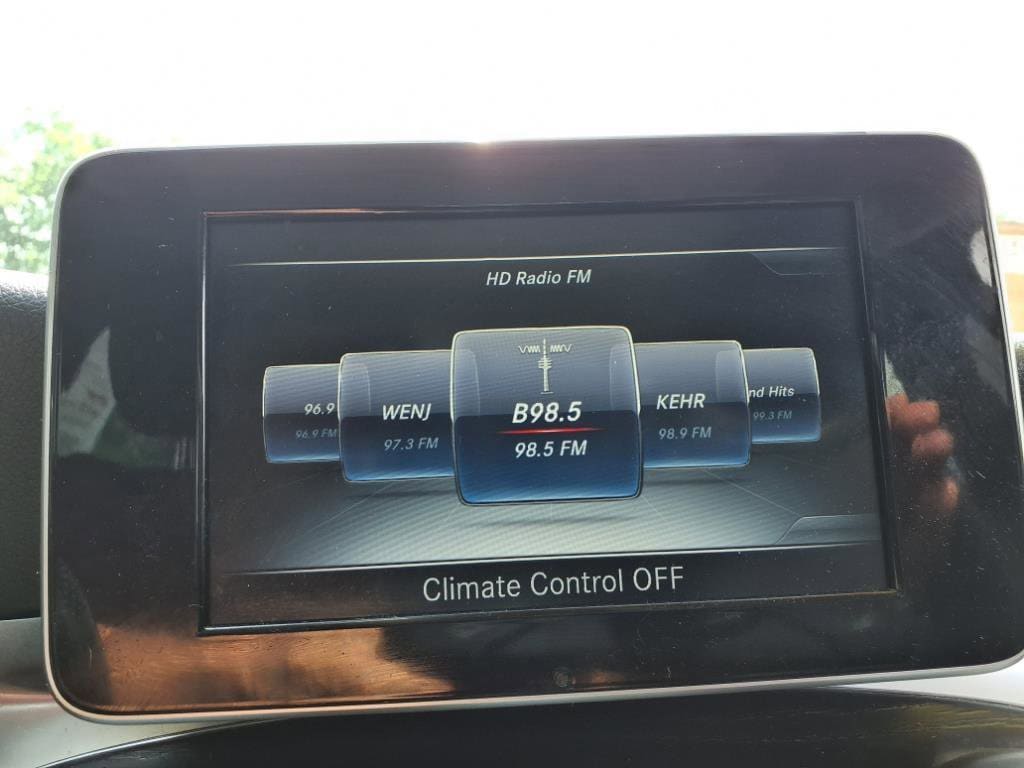 HD Radio FM
96.9
96.9 FM
WENJ
97.3 FM
B98.5
98.5 FM
KEHR
98.9 FM
nd Hits
99.3 FM
Climate Control OFF